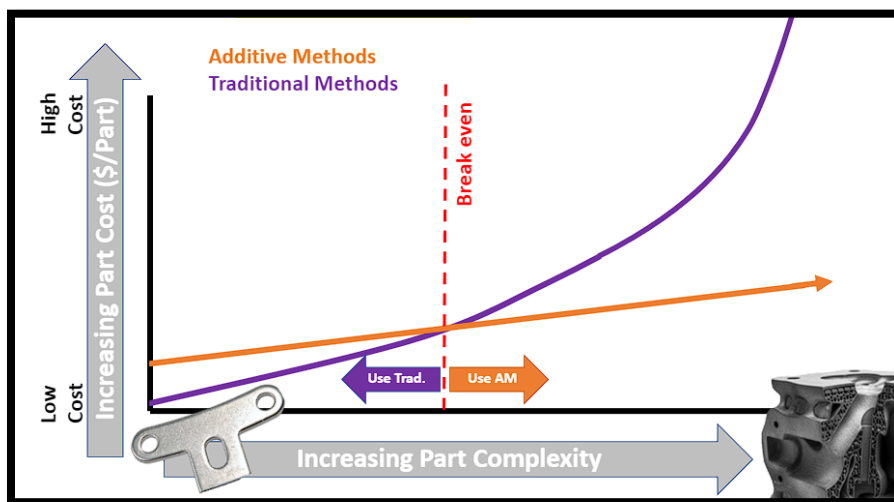 Additive Methods
Traditional Methods
High
Cost
Increasing Part Cost ($/Part)
Break even
Use Trad.
Use AM
Low
Cost
Increasing Part Complexity